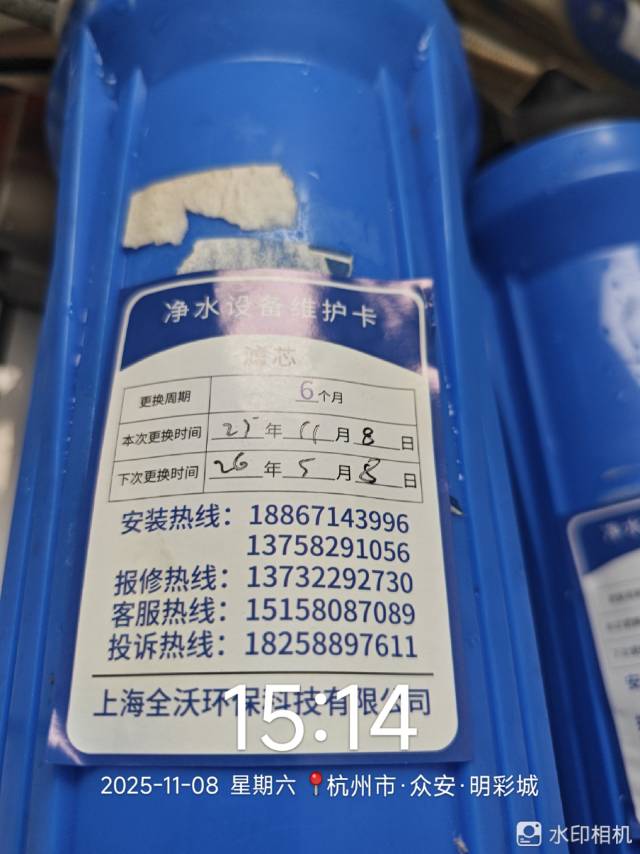 净水设备维护卡
滤芯
更换周期 6个月
本次更换时间 25年11月8日
下次更换时间 26年5月8日
安装热线：18867143996
13758291056
报修热线：13732292730
客服热线：15158087089
投诉热线：18258897611
上海全沃环保科技有限公司
15:14
2025-11-08 星期六 杭州市·众安·明彩城
水印相机
净水